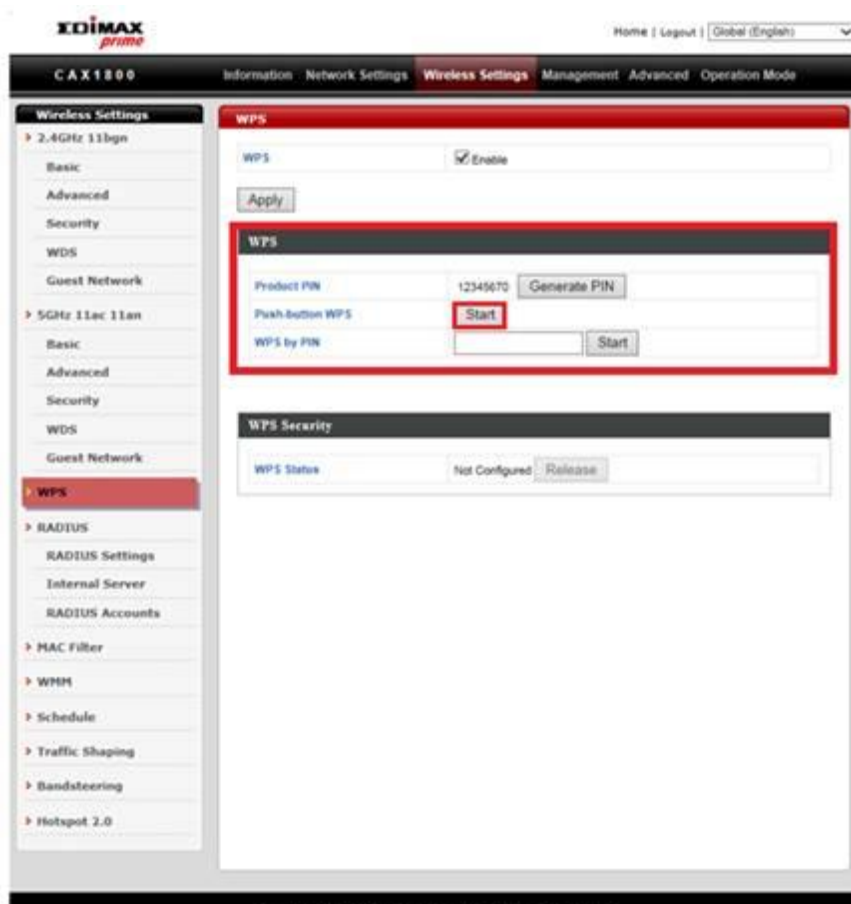 EDIMAX
prime
Home | Logout | Global (English)
CAX1800 Information Network Settings Wireless Settings Management Advanced Operation Mode
Wireless Settings
2.4GHz 11bgn
Basic
Advanced
Security
WDS
Guest Network
5GHz 11ac 11an
Basic
Advanced
Security
WDS
Guest Network
WPS
RADIUS
RADIUS Settings
Internal Server
RADIUS Accounts
MAC Filter
WMM
Schedule
Traffic Shaping
Bandsteering
Hotspot 2.0
WPS
WPS Enable
Apply
WPS
Product PIN 12345670 Generate PIN
Push-button WPS Start
WPS by PIN Start
WPS Security
WPS Status Not Configured Release